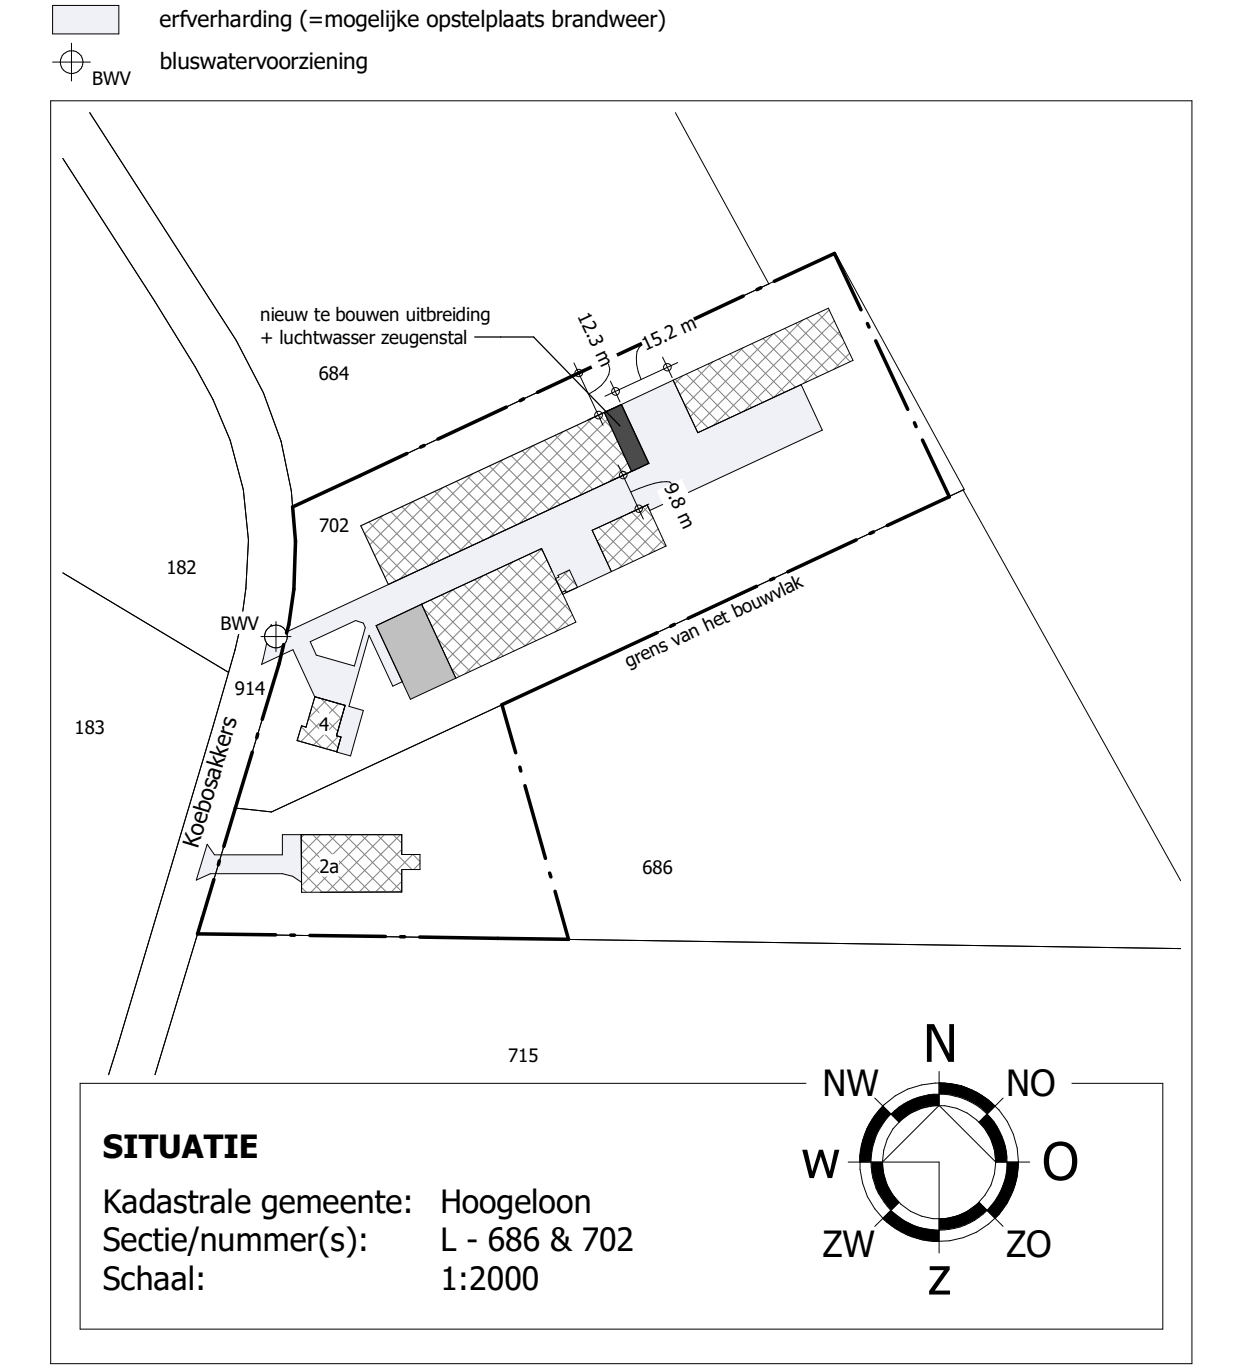 erfverharding (=mogelijke opstelplaats brandweer)
BWV
bluswatervoorziening
nieuw te bouwen uitbreiding
+ luchtwasser zeugenstal
12.3 m
15.2 m
684
702
9.8 m
182
BWV
grens van het bouwvlak
914
183
4
Koebosakkers
2a
686
715
N
NW
NO
W
O
ZW
ZO
Z
SITUATIE
Kadastrale gemeente: Hoogeloon
Sectie/nummer(s): L - 686 & 702
Schaal: 1:2000